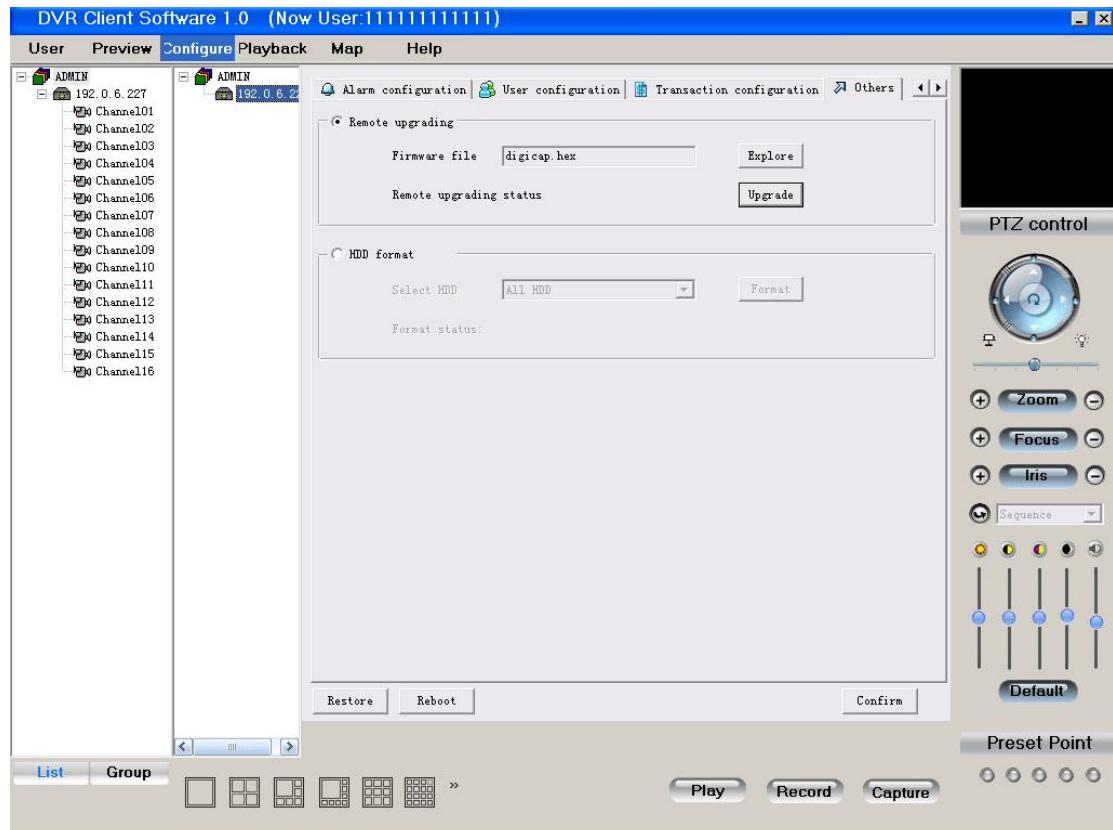 DVR Client Software 1.0 (Now User:111111111111)
User Preview Configure Playback Map Help
ADMIN
192.0.6.227
Channel01
Channel02
Channel03
Channel04
Channel05
Channel06
Channel07
Channel08
Channel09
Channel10
Channel11
Channel12
Channel13
Channel14
Channel15
Channel16
ADMIN
192.0.6.22
Alarm configuration User configuration Transaction configuration Others
Remote upgrading
Firmware file digicap.hex Explore
Remote upgrading status Upgrade
HDD format
Select HDD All HDD Format
Format status:
Restore Reboot Confirm
PTZ control
Zoom
Focus
Iris
Sequence
Default
Preset Point
List Group
» Play Record Capture